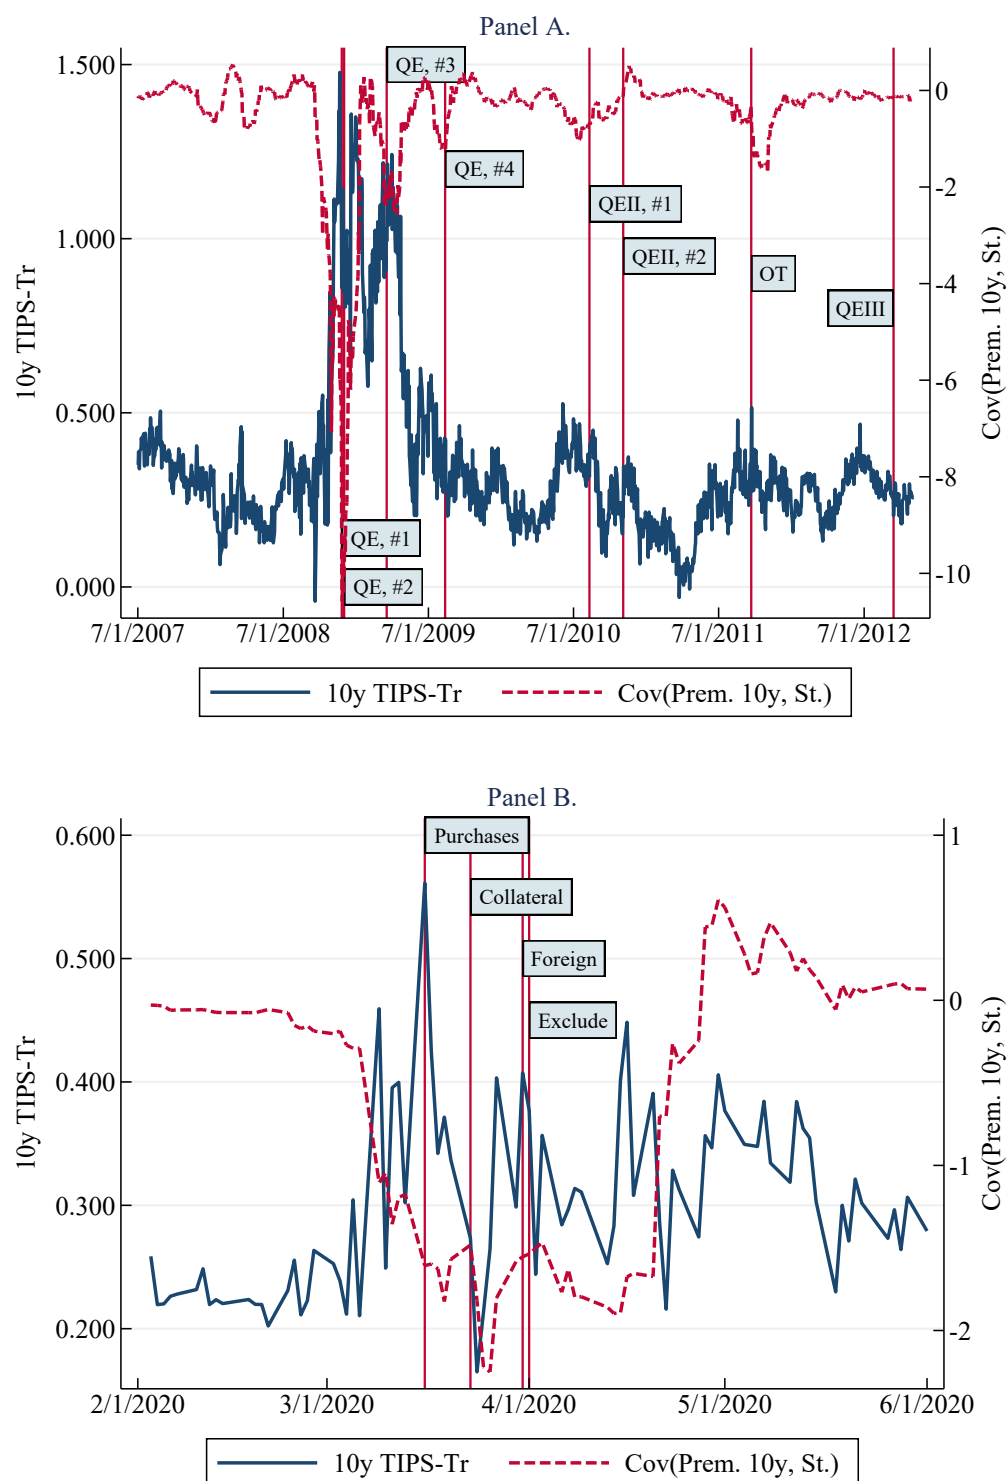 Panel A.
1.500
1.000
0.500
0.000
10y TIPS-Tr
0
-2
-4
-6
-8
-10
Cov(Prem. 10y, St.)
QE, #3
QE, #4
QEII, #1
QEII, #2
OT
QEIII
QE, #1
QE, #2
7/1/2007
7/1/2008
7/1/2009
7/1/2010
7/1/2011
7/1/2012
10y TIPS-Tr
Cov(Prem. 10y, St.)
Panel B.
0.600
0.500
0.400
0.300
0.200
10y TIPS-Tr
1
0
-1
-2
Cov(Prem. 10y, St.)
Purchases
Collateral
Foreign
Exclude
2/1/2020
3/1/2020
4/1/2020
5/1/2020
6/1/2020
10y TIPS-Tr
Cov(Prem. 10y, St.)